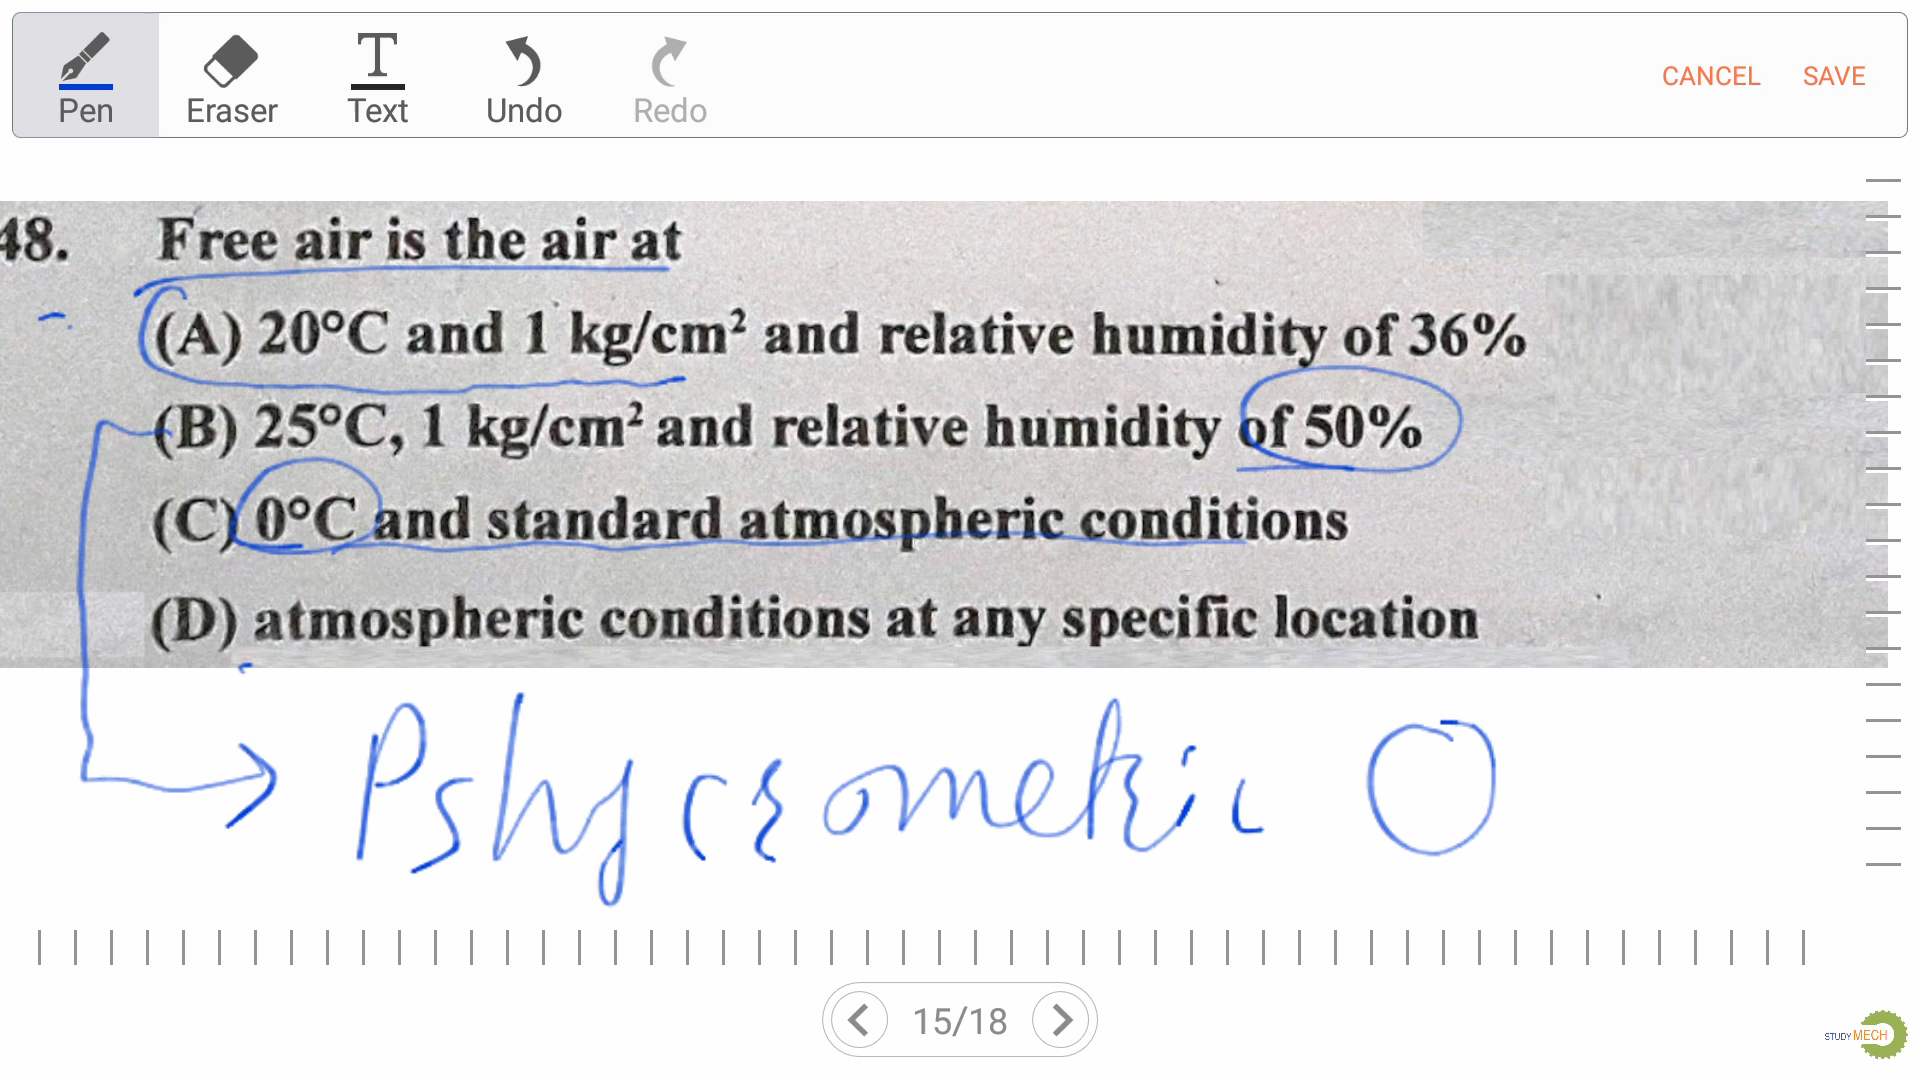 Pen Eraser Text Undo Redo CANCEL SAVE
48. Free air is the air at
(A) 20°C and 1 kg/cm² and relative humidity of 36%
(B) 25°C, 1 kg/cm² and relative humidity of 50%
(C) 0°C and standard atmospheric conditions
(D) atmospheric conditions at any specific location
Pshycrometric
15/18
STUDY MECH